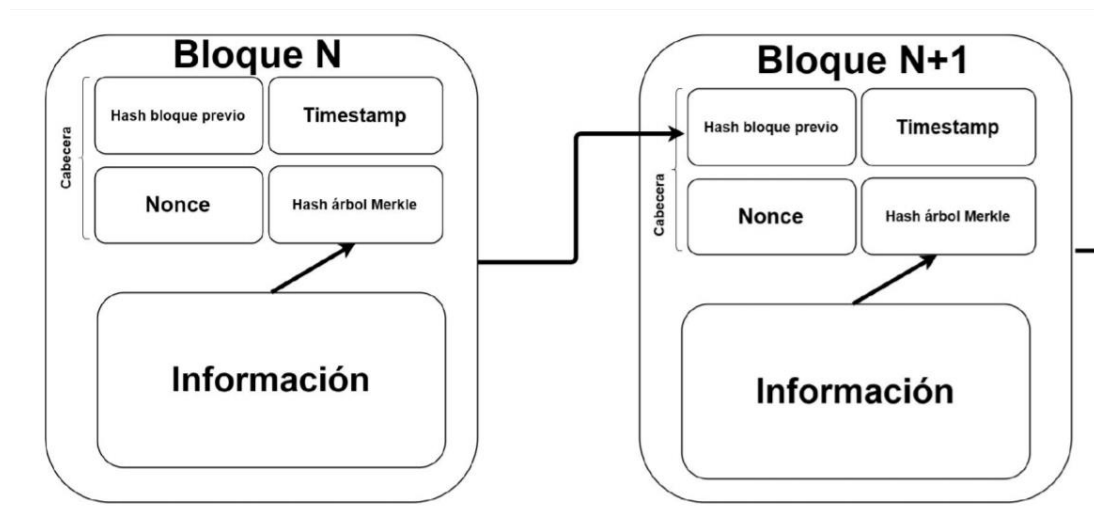 Bloque N
Hash bloque previo
Timestamp
Cabecera
Nonce
Hash árbol Merkle
Información
Bloque N+1
Hash bloque previo
Timestamp
Cabecera
Nonce
Hash árbol Merkle
Información